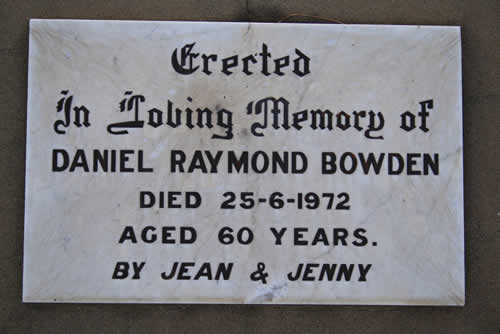 Erected
In Loving Memory of
DANIEL RAYMOND BOWDEN
DIED 25-6-1972
AGED 60 YEARS.
BY JEAN & JENNY